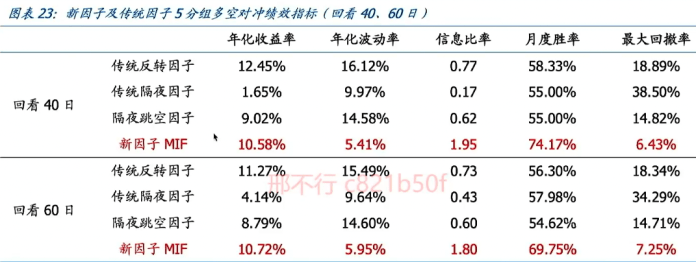 图表 23：新因子及传统因子 5 分组多空对冲绩效指标（回看 40、60 日）
年化收益率 年化波动率 信息比率 月度胜率 最大回撤率
回看 40 日
传统反转因子 12.45% 16.12% 0.77 58.33% 18.89%
传统隔夜因子 1.65% 9.97% 0.17 55.00% 38.50%
隔夜跳空因子 9.02% 14.58% 0.62 55.00% 14.82%
新因子 MIF 10.58% 5.41% 1.95 74.17% 6.43%
回看 60 日
传统反转因子 11.27% 15.49% 0.73 56.30% 18.34%
传统隔夜因子 4.14% 9.64% 0.43 57.98% 34.29%
隔夜跳空因子 8.79% 14.60% 0.60 54.62% 14.71%
新因子 MIF 10.72% 5.95% 1.80 69.75% 7.25%
邢不行 c821b50f